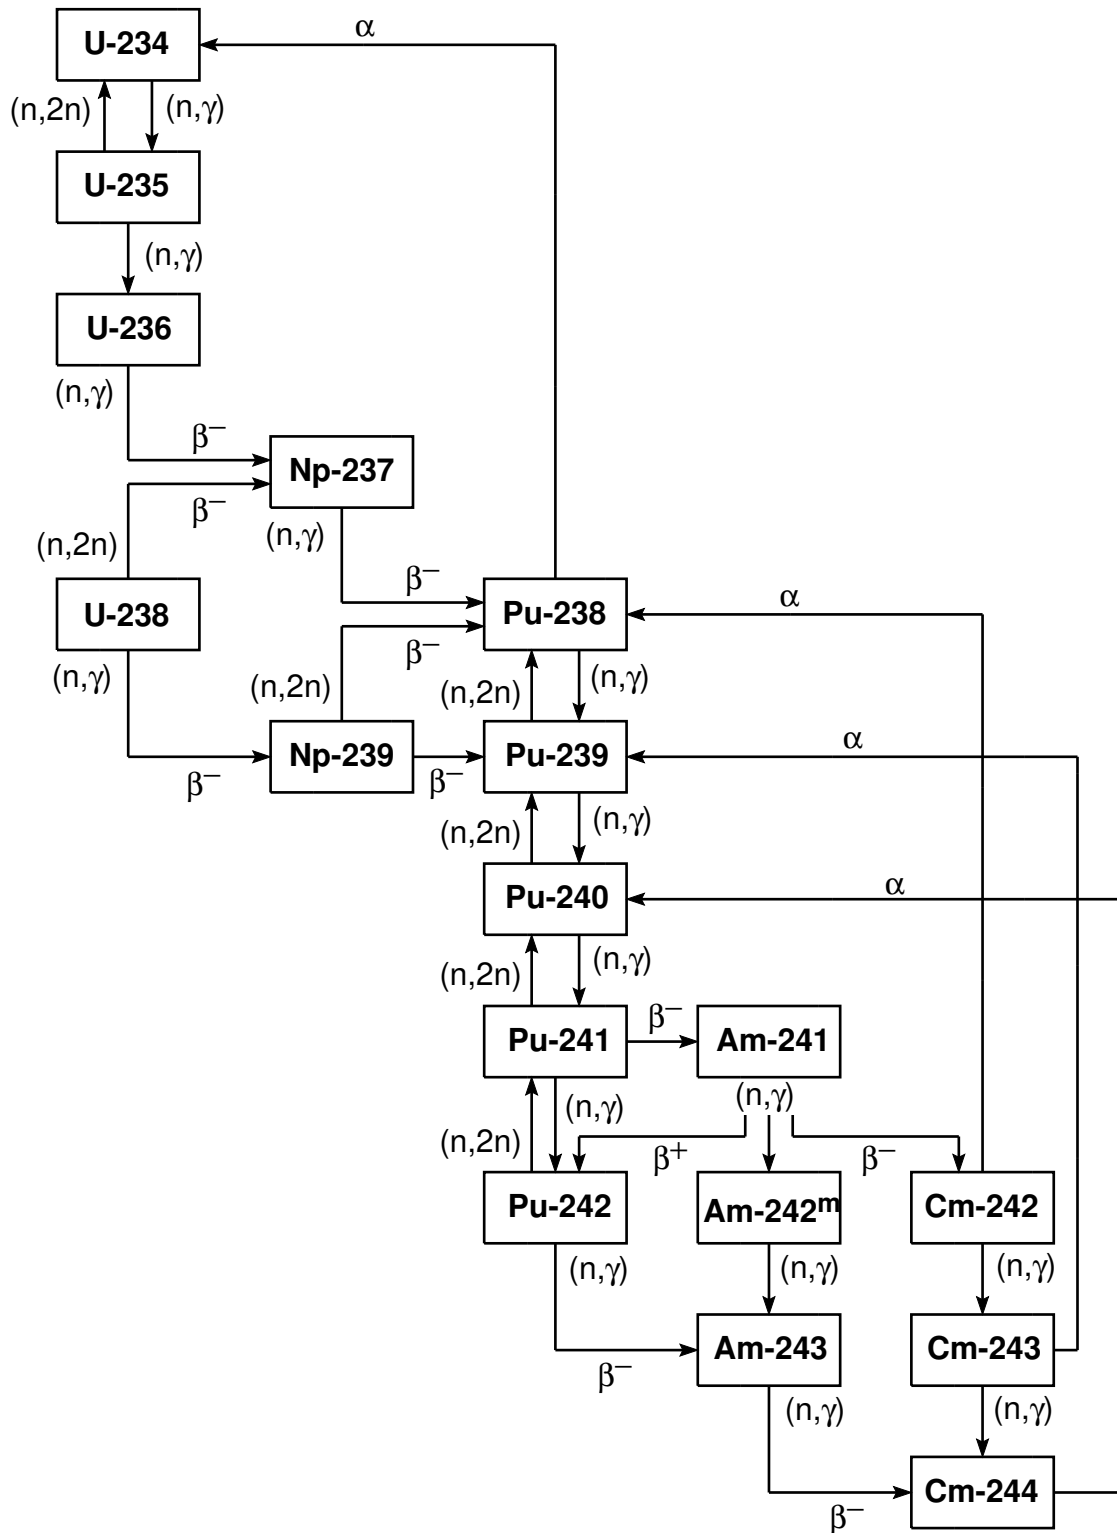 α
U-234
(n,2n)
(n,γ)
U-235
(n,γ)
U-236
(n,γ)
β−
Np-237
β−
(n,γ)
(n,2n)
β−
U-238
Pu-238
α
β−
(n,γ)
(n,2n)
(n,2n)
(n,γ)
Np-239
Pu-239
α
β−
β−
(n,2n)
(n,γ)
Pu-240
α
(n,2n)
(n,γ)
β−
Pu-241
Am-241
(n,γ)
(n,γ)
(n,2n)
β+
β−
Pu-242
Am-242m
Cm-242
(n,γ)
(n,γ)
(n,γ)
Am-243
Cm-243
β−
(n,γ)
(n,γ)
Cm-244
β−